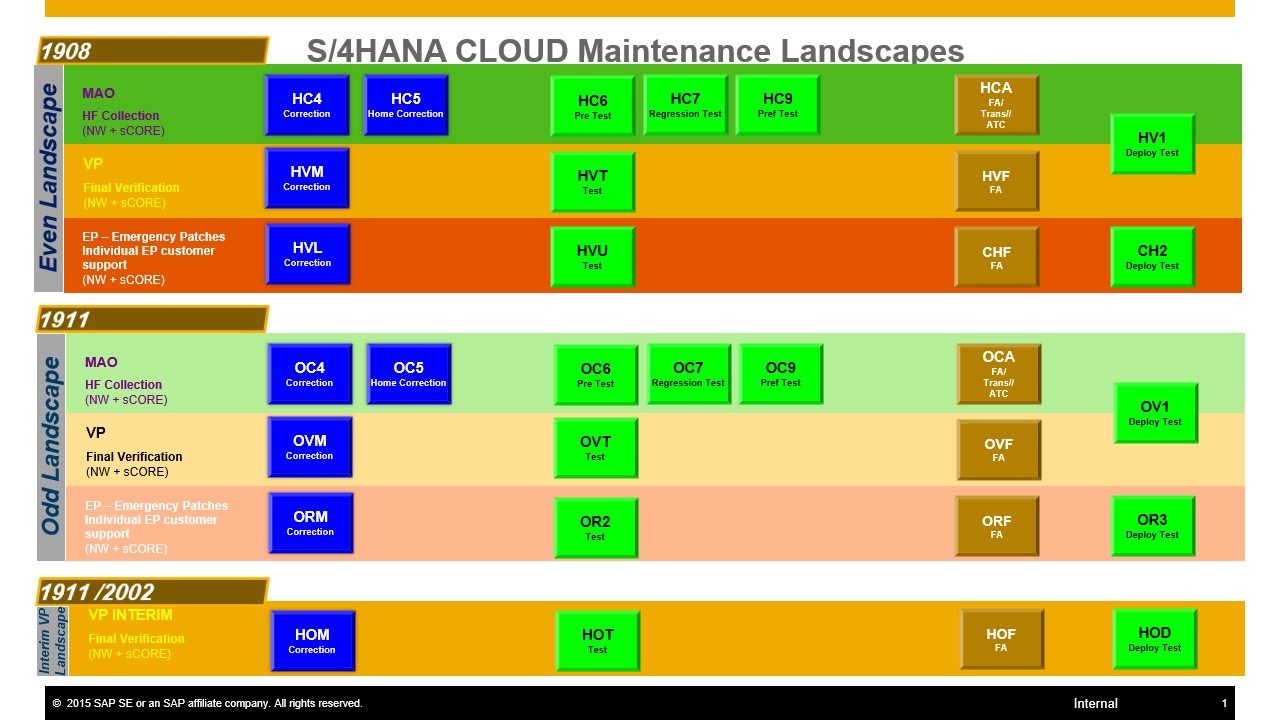 1908
S/4HANA CLOUD Maintenance Landscapes
Even Landscape
MAO
HF Collection
(NW + sCORE)
HC4
Correction
HC5
Home Correction
HC6
Pre Test
HC7
Regression Test
HC9
Pref Test
HCA
FA/
Trans//
ATC
HV1
Deploy Test
VP
Final Verification
(NW + sCORE)
HVM
Correction
HVT
Test
HVF
FA
EP – Emergency Patches
Individual EP customer
support
(NW + sCORE)
HVL
Correction
HVU
Test
CHF
FA
CH2
Deploy Test
1911
Odd Landscape
MAO
HF Collection
(NW + sCORE)
OC4
Correction
OC5
Home Correction
OC6
Pre Test
OC7
Regression Test
OC9
Pref Test
OCA
FA/
Trans//
ATC
OV1
Deploy Test
VP
Final Verification
(NW + sCORE)
OVM
Correction
OVT
Test
OVF
FA
EP – Emergency Patches
Individual EP customer
support
(NW + sCORE)
ORM
Correction
OR2
Test
ORF
FA
OR3
Deploy Test
1911 /2002
Interim VP
Landscape
VP INTERIM
Final Verification
(NW + sCORE)
HOM
Correction
HOT
Test
HOF
FA
HOD
Deploy Test
© 2015 SAP SE or an SAP affiliate company. All rights reserved.
Internal
1